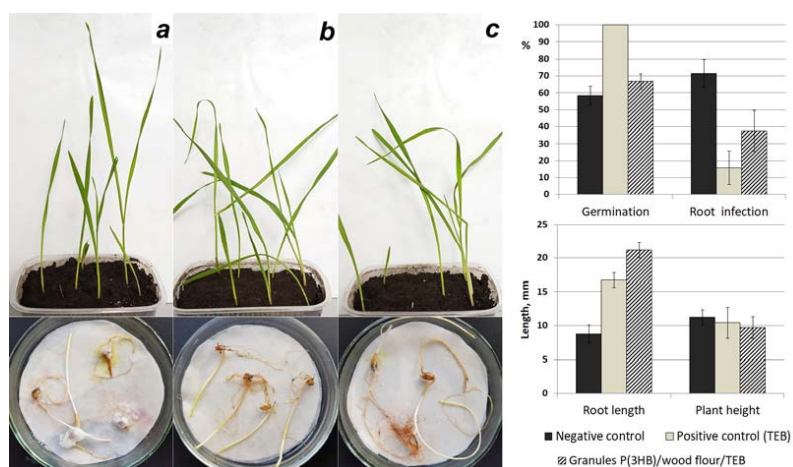 a
b
c
%
100
90
80
70
60
50
40
30
20
10
0
Germination
Root infection
Length, mm
25
20
15
10
5
0
Root length
Plant height
Negative control
Positive control (TEB)
Granules P(3HB)/wood flour/TEB